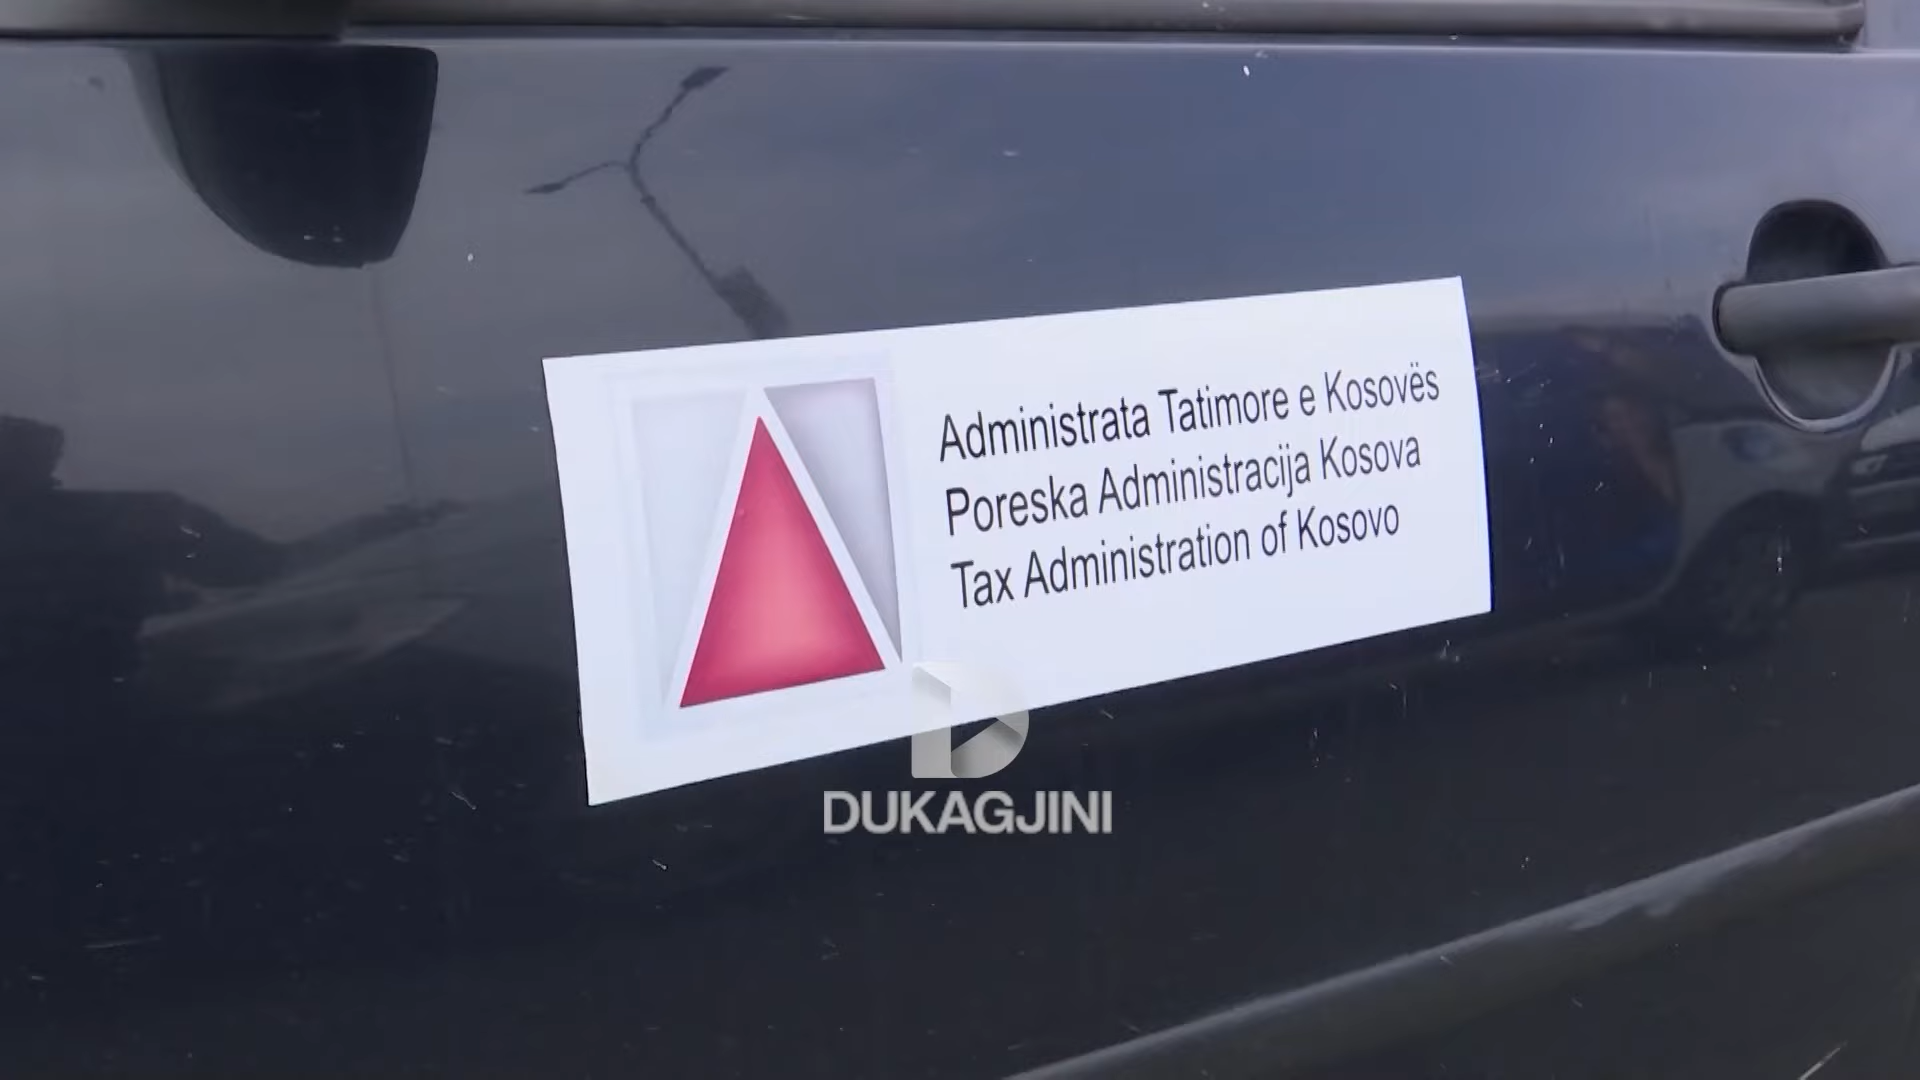 Administrata Tatimore e Kosovës
Poreska Administracija Kosova
Tax Administration of Kosovo
DUKAGJINI